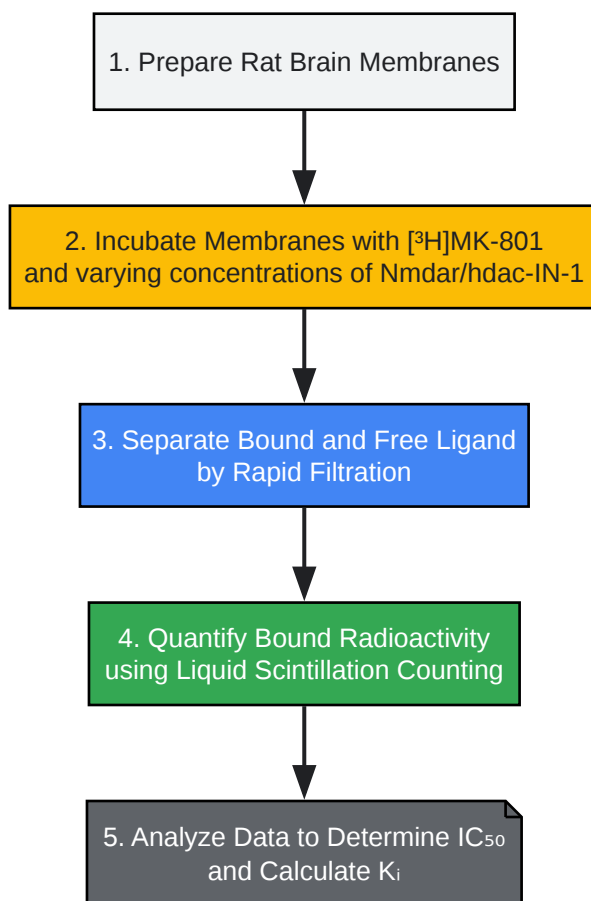 1. Prepare Rat Brain Membranes
2. Incubate Membranes with [³H]MK-801
and varying concentrations of Nmdar/hdac-IN-1
3. Separate Bound and Free Ligand
by Rapid Filtration
4. Quantify Bound Radioactivity
using Liquid Scintillation Counting
5. Analyze Data to Determine IC₅₀
and Calculate Kᵢ